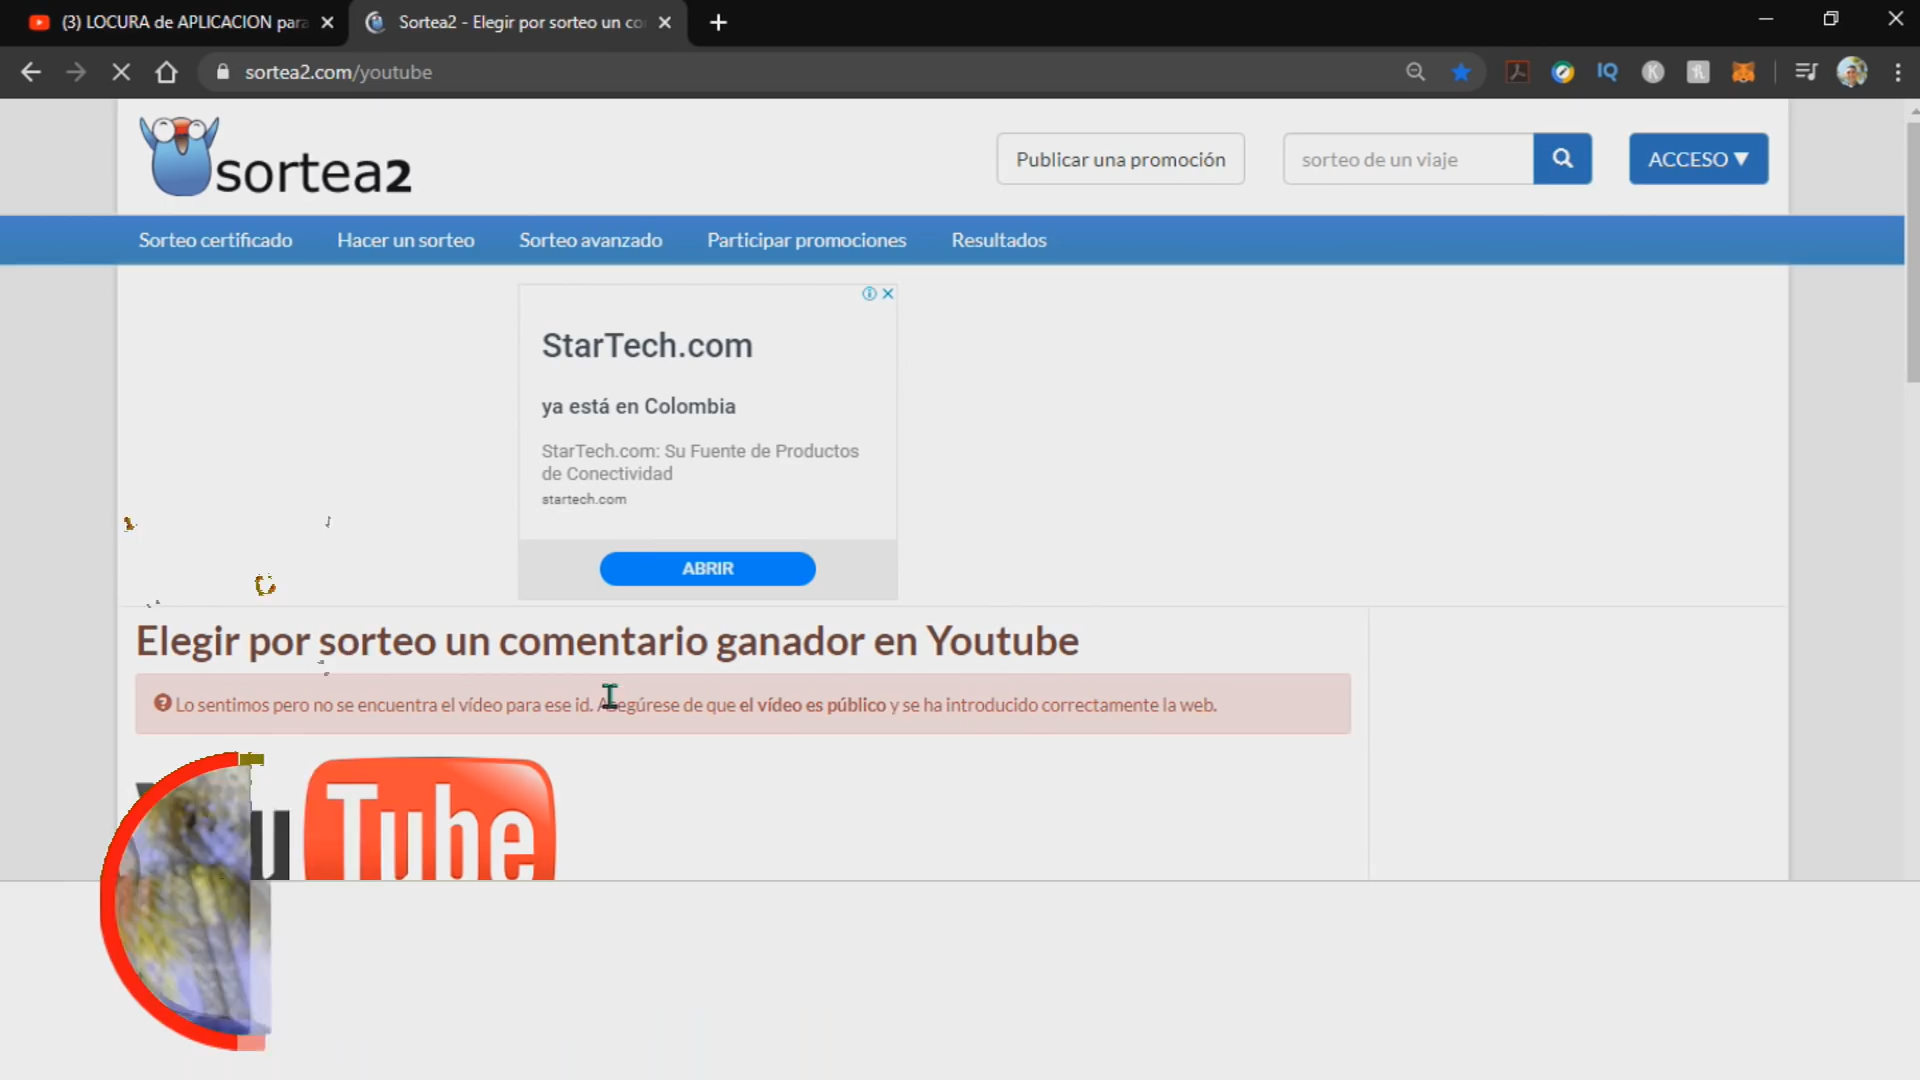 (3) LOCURA de APLICACION para
Sortea2 - Elegir por sorteo un co
sortea2.com/youtube
sortea2
Publicar una promoción
sorteo de un viaje
ACCESO ▼
Sorteo certificado
Hacer un sorteo
Sorteo avanzado
Participar promociones
Resultados
StarTech.com
ya está en Colombia
StarTech.com: Su Fuente de Productos
de Conectividad
startech.com
ABRIR
Elegir por sorteo un comentario ganador en Youtube
Lo sentimos pero no se encuentra el vídeo para ese id. Asegúrese de que el vídeo es público y se ha introducido correctamente la web.
Tube